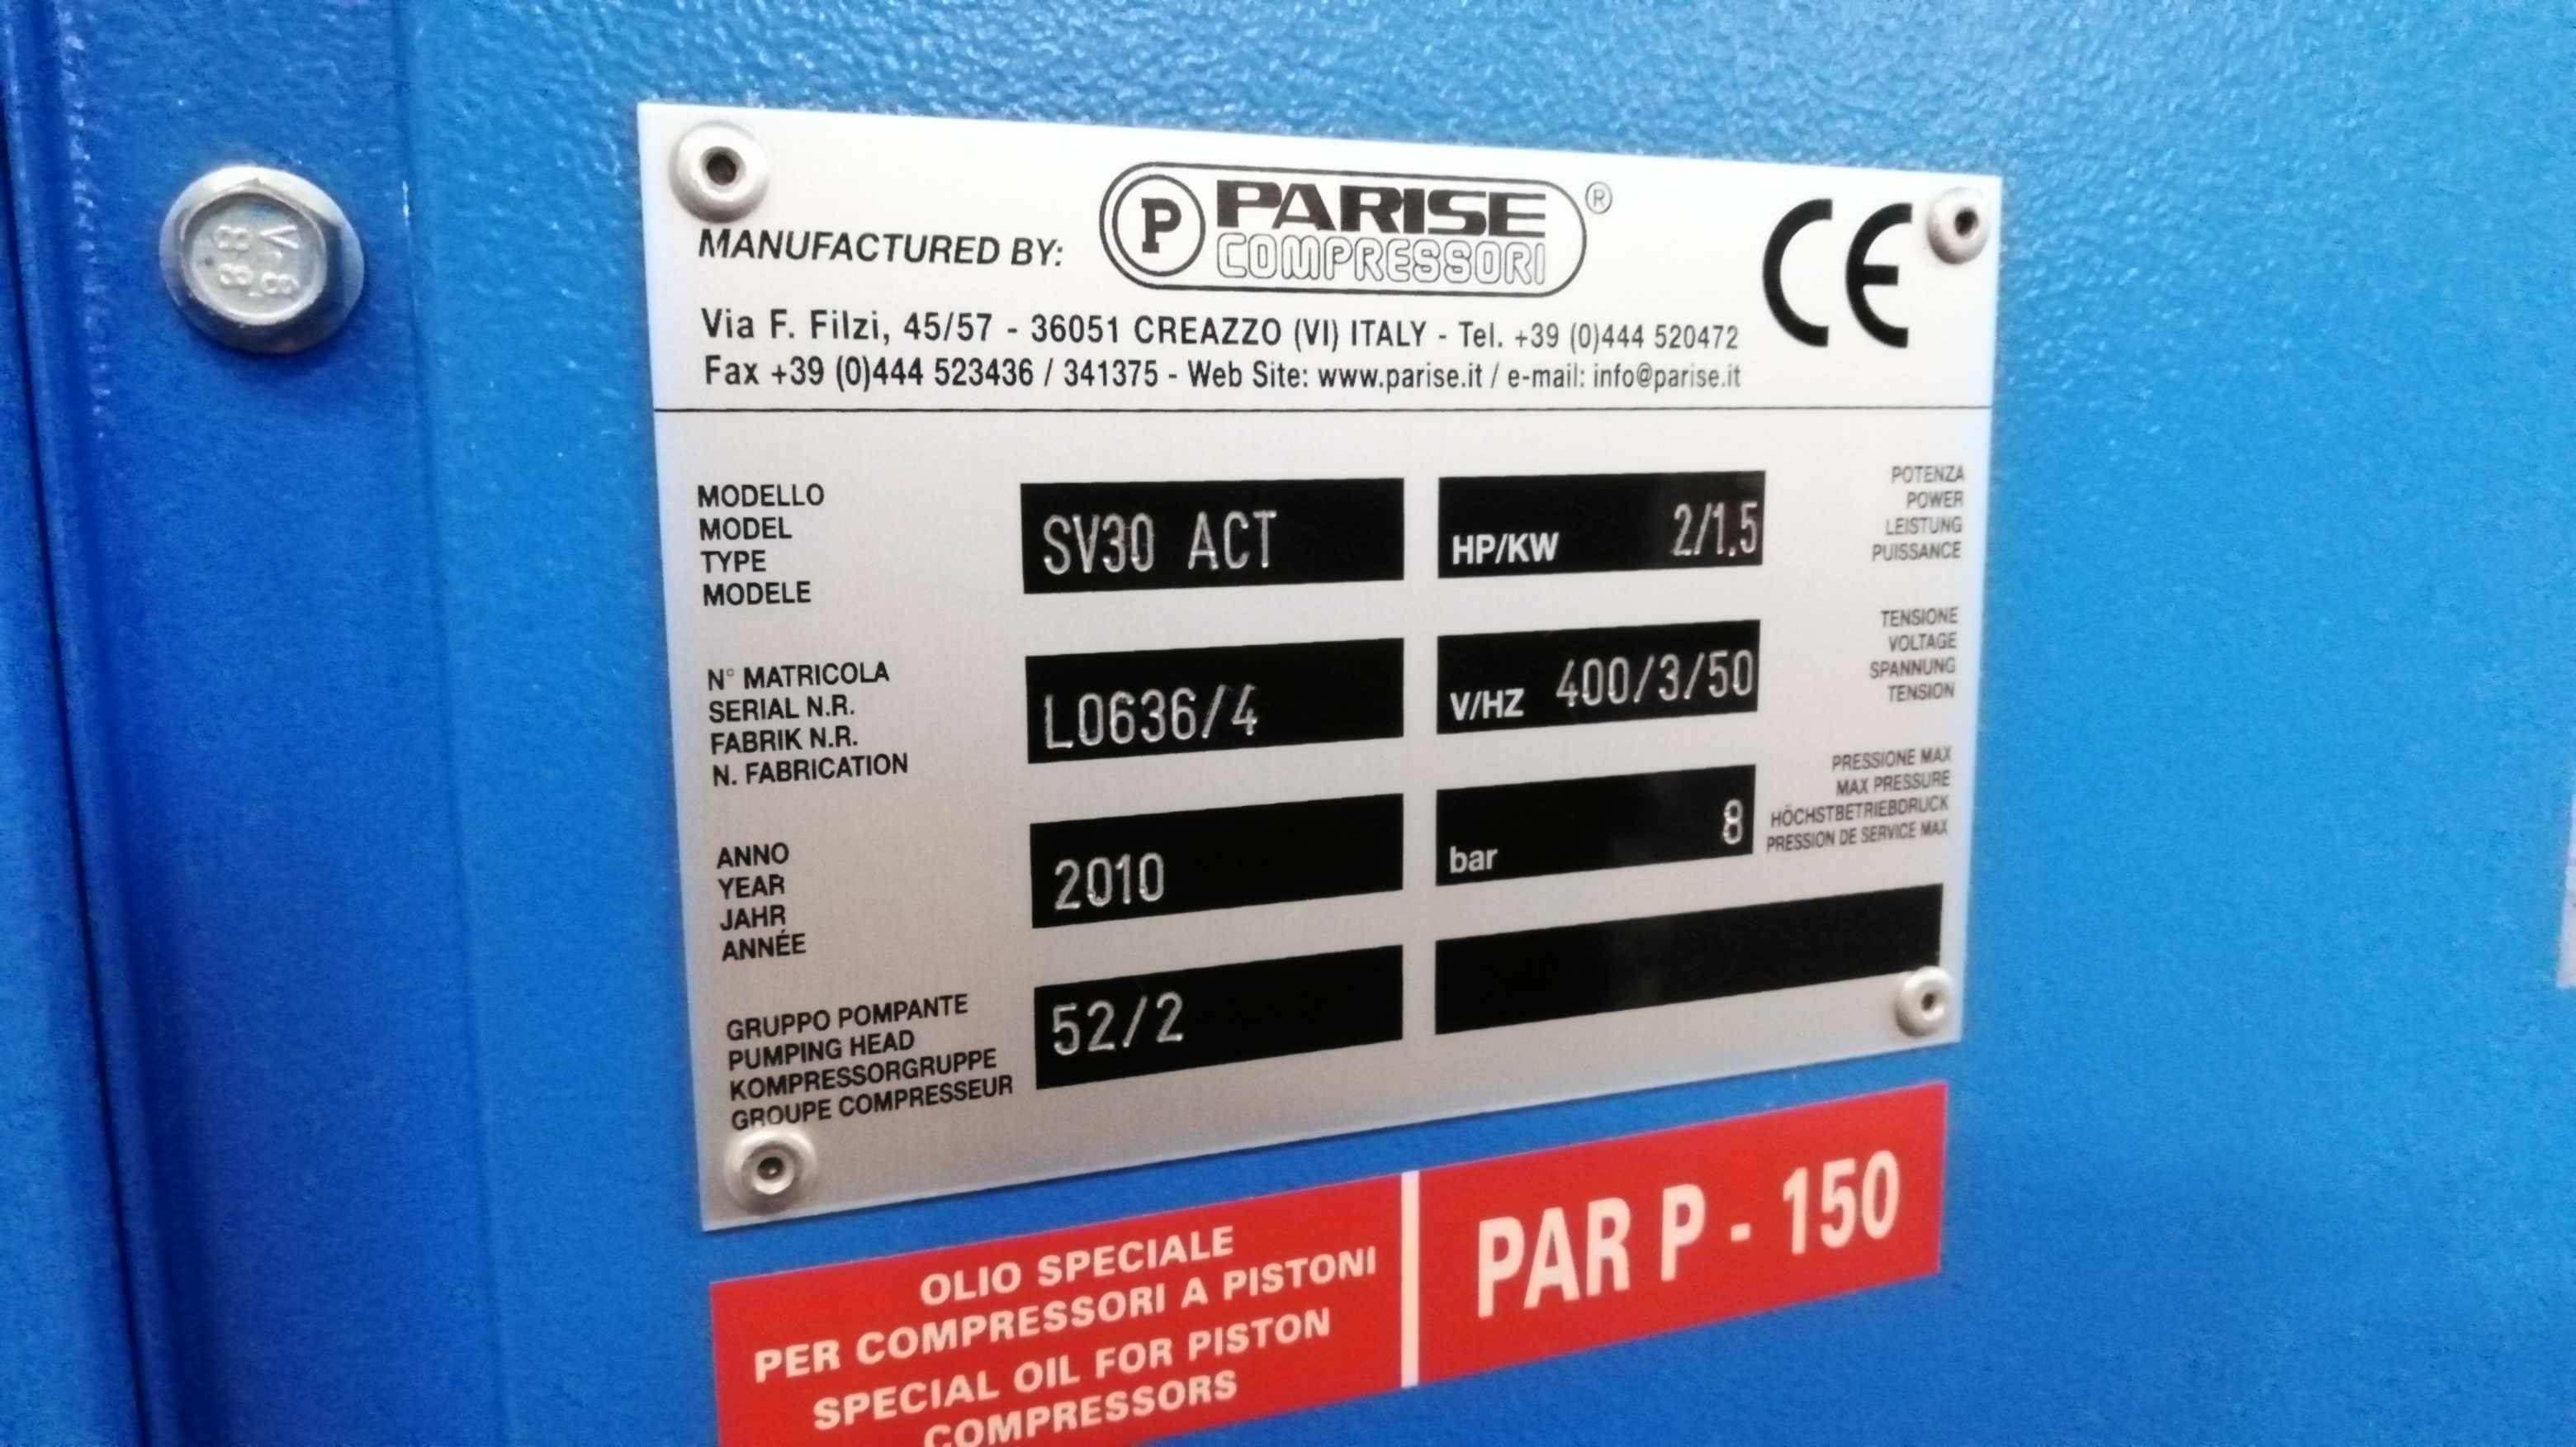 MANUFACTURED BY:
P PARISE ®
COMPRESSORI
CE
Via F. Filzi, 45/57 - 36051 CREAZZO (VI) ITALY - Tel. +39 (0)444 520472
Fax +39 (0)444 523436 / 341375 - Web Site: www.parise.it / e-mail: info@parise.it
MODELLO
MODEL
TYPE
MODELE
SV30 ACT
HP/KW 2/1.5
POTENZA
POWER
LEISTUNG
PUISSANCE
N° MATRICOLA
SERIAL N.R.
FABRIK N.R.
N. FABRICATION
L0636/4
V/HZ 400/3/50
TENSIONE
VOLTAGE
SPANNUNG
TENSION
ANNO
YEAR
JAHR
ANNÉE
2010
bar 8
PRESSIONE MAX
MAX PRESSURE
HÖCHSTBETRIEBDRUCK
PRESSION DE SERVICE MAX
GRUPPO POMPANTE
PUMPING HEAD
KOMPRESSORGRUPPE
GROUPE COMPRESSEUR
52/2
OLIO SPECIALE
PER COMPRESSORI A PISTONI
SPECIAL OIL FOR PISTON
COMPRESSORS
PAR P - 150